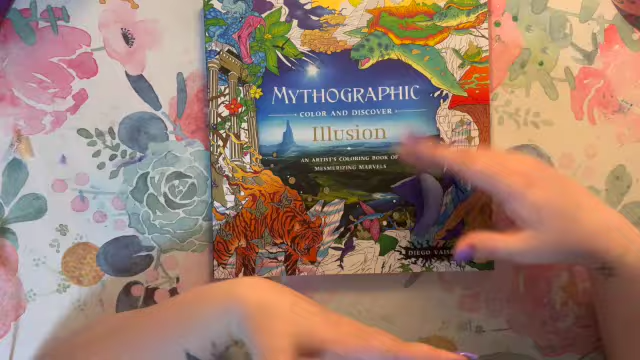 MYTHOGRAPHIC
COLOR AND DISCOVER
Illusion
AN ARTIST'S COLORING BOOK OF
MESMERIZING MARVELS
DIEGO